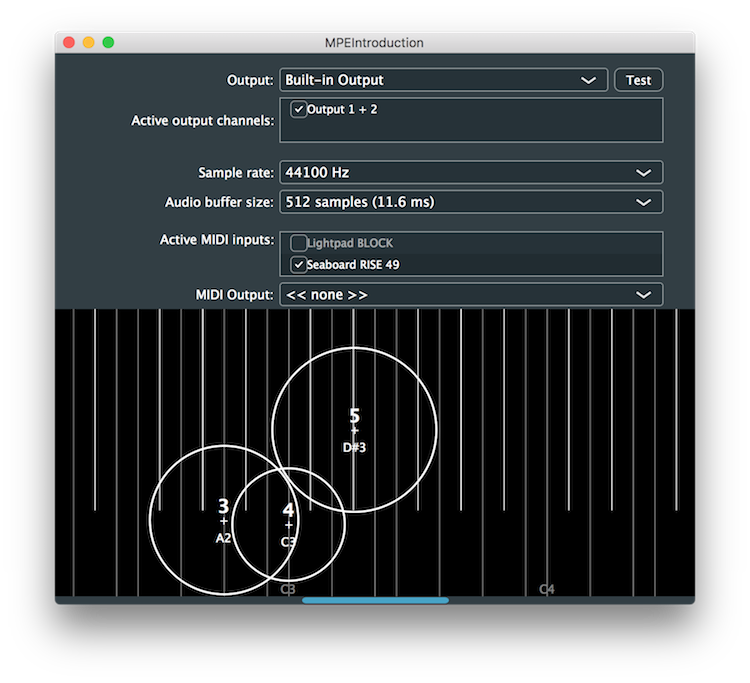 MPEIntroduction
Output: Built-in Output Test
Active output channels: Output 1 + 2
Sample rate: 44100 Hz
Audio buffer size: 512 samples (11.6 ms)
Active MIDI inputs: Lightpad BLOCK
Seaboard RISE 49
MIDI Output: << none >>
5
D#3
3
A2
4
C3
C3
C4